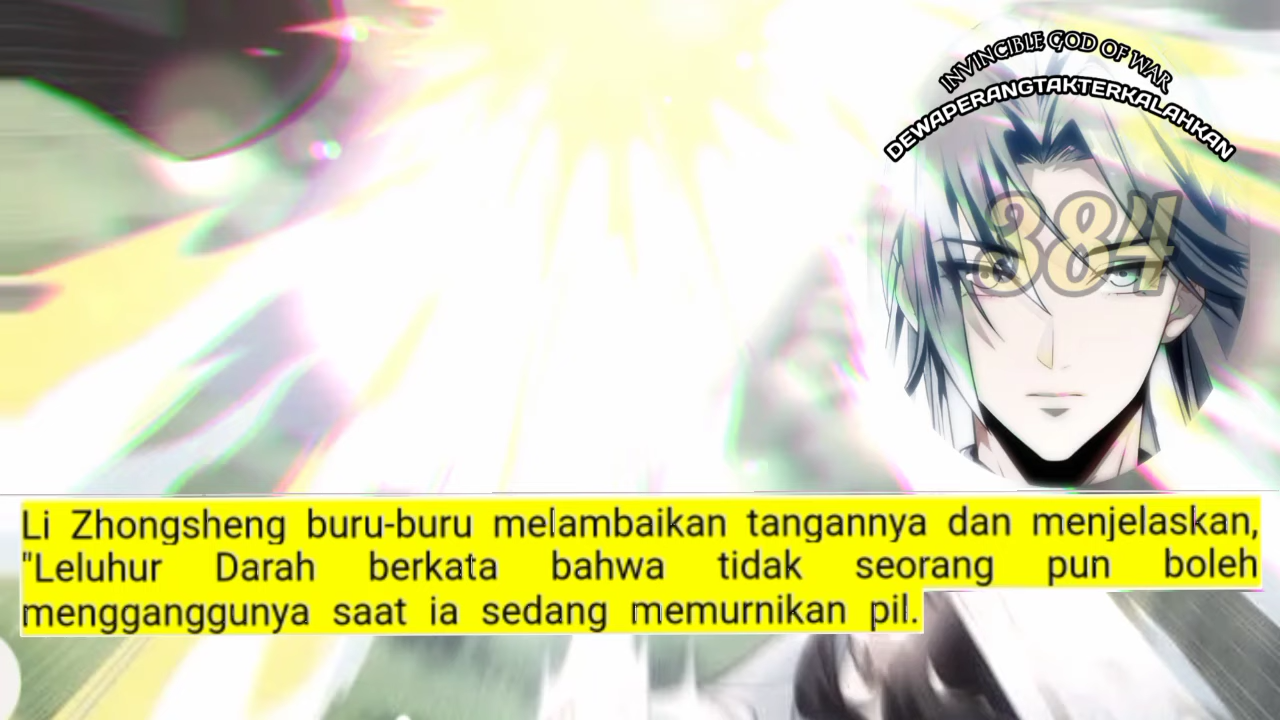 INVINCIBLE GOD OF WAR
DEWAPERANGTAKTERKALAHKAN
384
Li Zhongsheng buru-buru melambaikan tangannya dan menjelaskan,
"Leluhur Darah berkata bahwa tidak seorang pun boleh
mengganggunya saat ia sedang memurnikan pil.